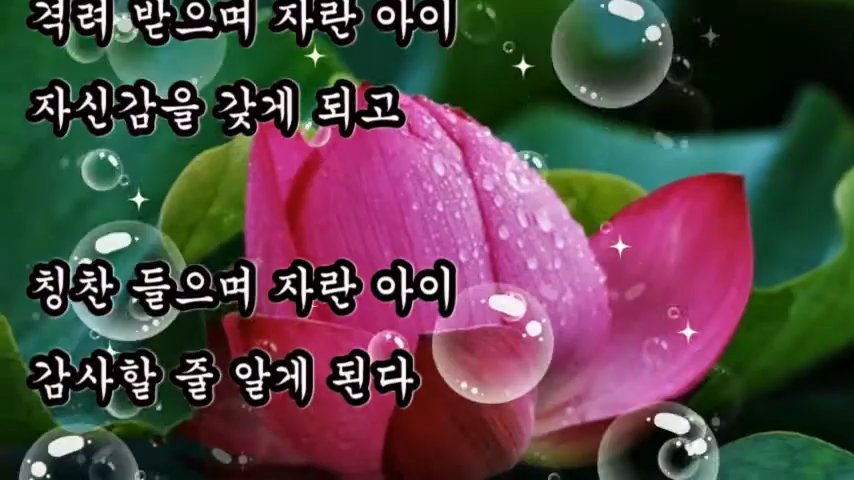 격려 받으며 자란 아이
자신감을 갖게 되고
칭찬 들으며 자란 아이
감사할 줄 알게 된다